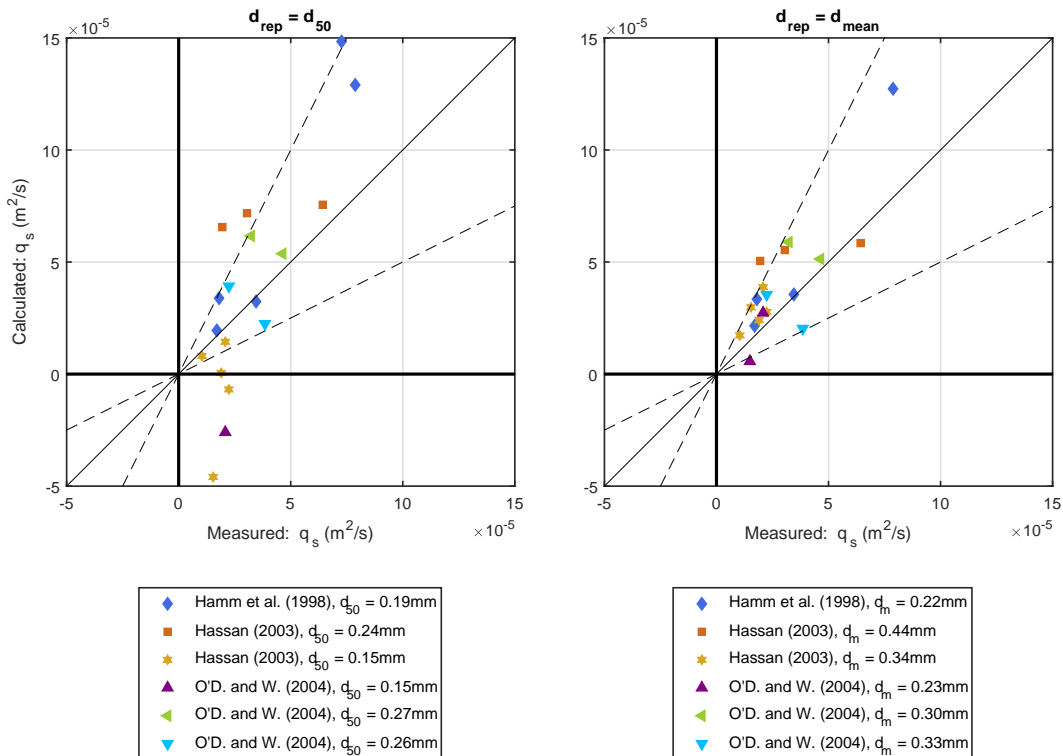 d_rep = d_50
×10^-5
15
10
5
0
-5
Calculated: q_s (m^2/s)
-5 0 5 10 15
Measured: q_s (m^2/s) ×10^-5
Hamm et al. (1998), d_50 = 0.19mm
Hassan (2003), d_50 = 0.24mm
Hassan (2003), d_50 = 0.15mm
O'D. and W. (2004), d_50 = 0.15mm
O'D. and W. (2004), d_50 = 0.27mm
O'D. and W. (2004), d_50 = 0.26mm
d_rep = d_mean
×10^-5
15
10
5
0
-5
-5 0 5 10 15
Measured: q_s (m^2/s) ×10^-5
Hamm et al. (1998), d_m = 0.22mm
Hassan (2003), d_m = 0.44mm
Hassan (2003), d_m = 0.34mm
O'D. and W. (2004), d_m = 0.23mm
O'D. and W. (2004), d_m = 0.30mm
O'D. and W. (2004), d_m = 0.33mm